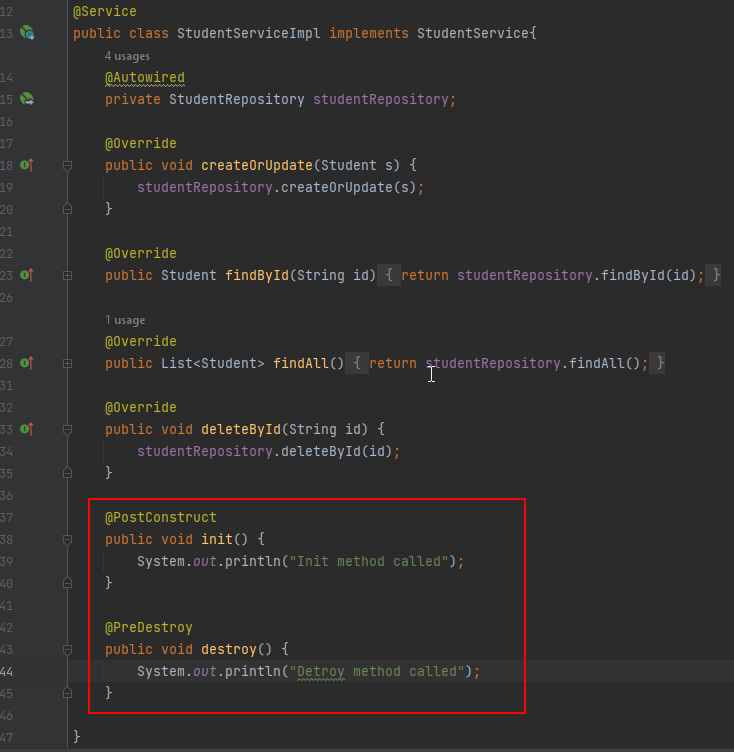 12 @Service
13 public class StudentServiceImpl implements StudentService{
4 usages
14 @Autowired
15 private StudentRepository studentRepository;
16
17 @Override
18 public void createOrUpdate(Student s) {
19 studentRepository.createOrUpdate(s);
20 }
21
22 @Override
23 public Student findById(String id) { return studentRepository.findById(id); }
26
1 usage
27 @Override
28 public List<Student> findAll() { return studentRepository.findAll(); }
31
32 @Override
33 public void deleteById(String id) {
34 studentRepository.deleteById(id);
35 }
36
37 @PostConstruct
38 public void init() {
39 System.out.println("Init method called");
40 }
41
42 @PreDestroy
43 public void destroy() {
44 System.out.println("Detroy method called");
45 }
46
47 }